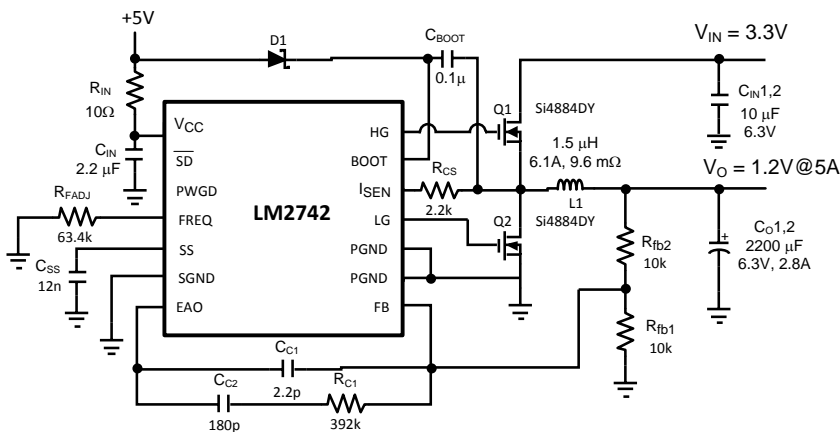 +5V
D1
CBOOT
0.1μ
VIN = 3.3V
RIN
10Ω
CIN1,2
10 μF
6.3V
Q1
Si4884DY
VCC
HG
CIN
2.2 μF
SD
BOOT
1.5 μH
6.1A, 9.6 mΩ
RCS
VO = 1.2V@5A
PWGD
ISEN
RFADJ
LM2742
2.2k
L1
FREQ
LG
Q2
Si4884DY
63.4k
CO1,2
2200 μF
6.3V, 2.8A
+
Rfb2
10k
SS
PGND
CSS
12n
SGND
PGND
EAO
FB
Rfb1
10k
CC1
2.2p
CC2
RC1
180p
392k